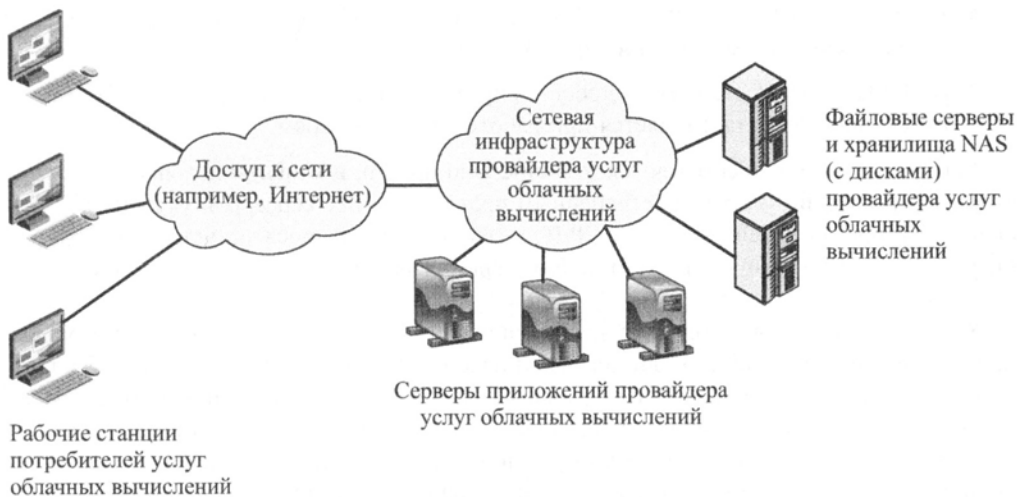 Доступ к сети
(например, Интернет)
Сетевая
инфраструктура
провайдера услуг
облачных
вычислений
Файловые серверы
и хранилища NAS
(с дисками)
провайдера услуг
облачных
вычислений
Серверы приложений провайдера
услуг облачных вычислений
Рабочие станции
потребителей услуг
облачных вычислений